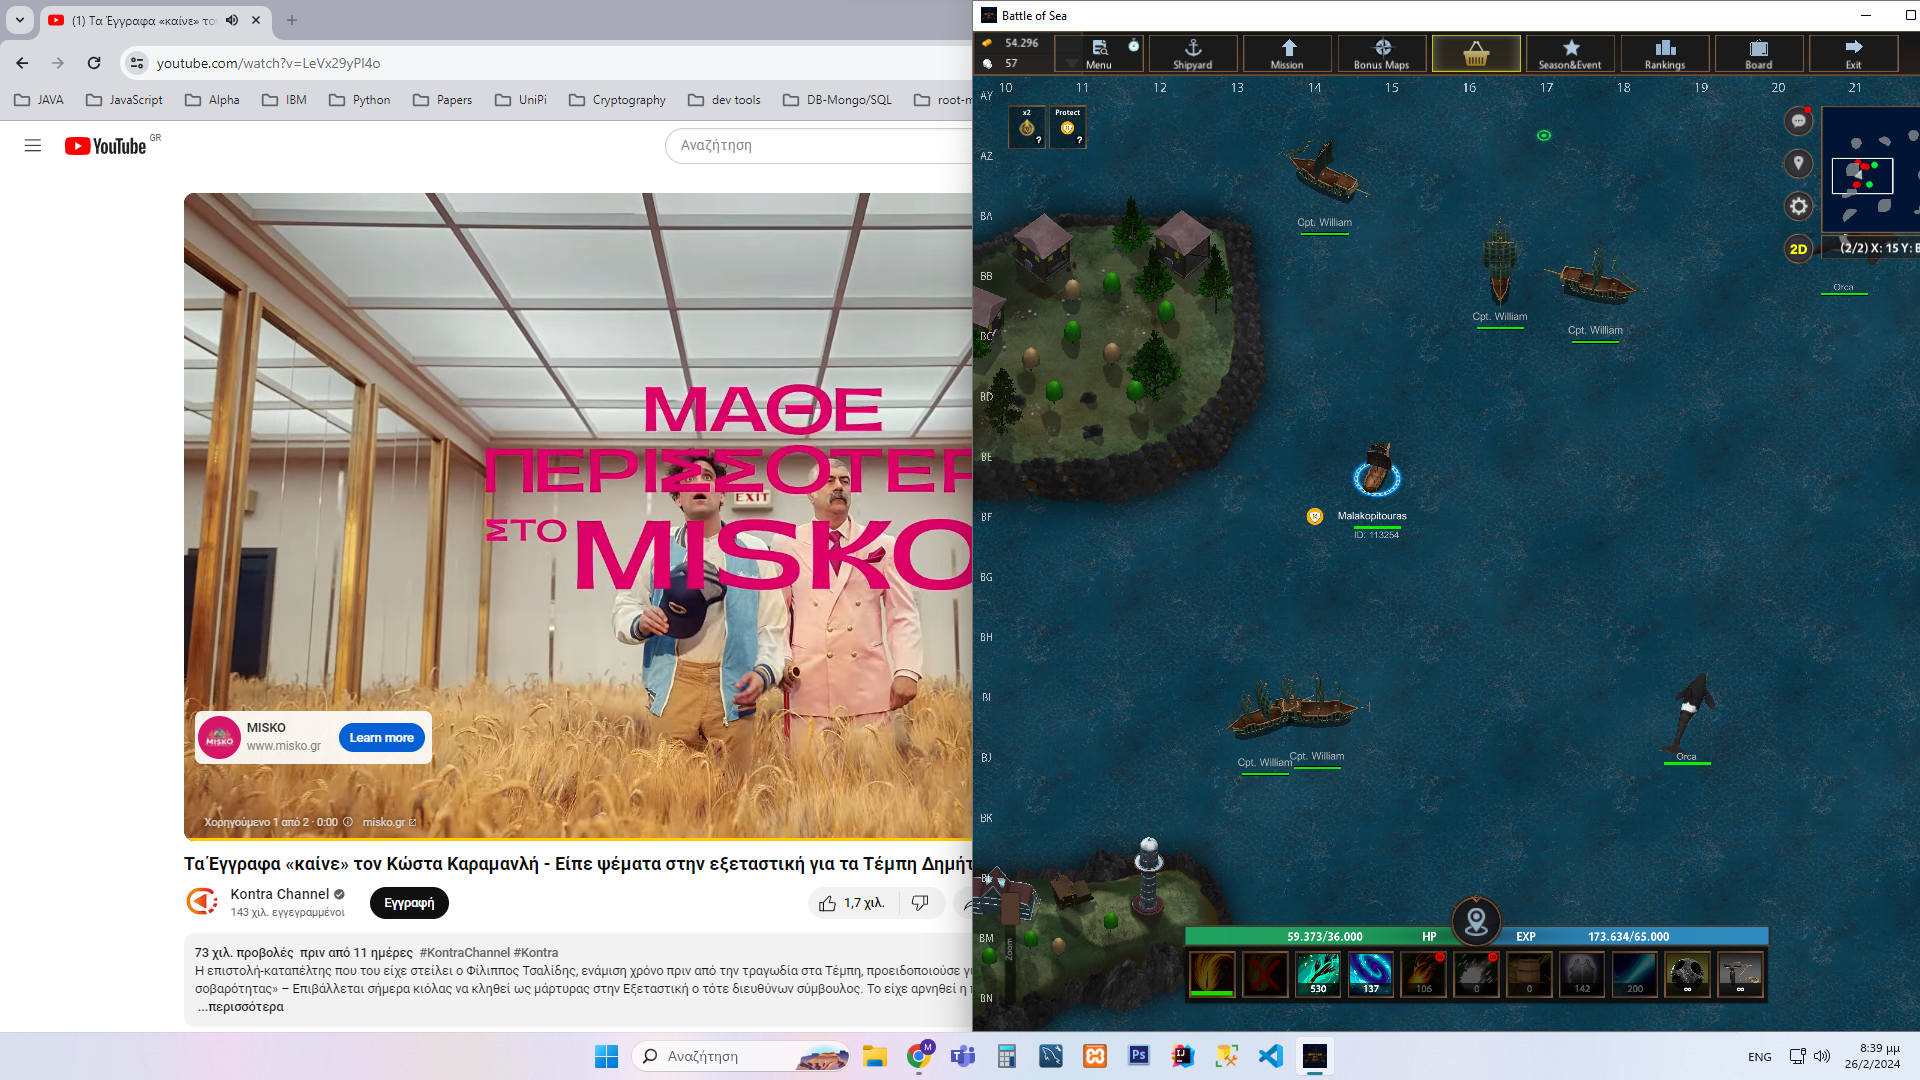 (1) Τα Έγγραφα «καίνε» το
youtube.com/watch?v=LeVx29yPI4o
JAVA
JavaScript
Alpha
IBM
Python
Papers
UniPi
Cryptography
dev tools
DB-Mongo/SQL
root-m
YouTube GR
Αναζήτηση
ΜΑΘΕ
ΠΕΡΙΣΣΟΤΕΡ
ΣΤΟ MISKO
EXIT
MISKO
MISKO
www.misko.gr
Learn more
Χορηγούμενο 1 από 2 · 0:00
misko.gr
Τα Έγγραφα «καίνε» τον Κώστα Καραμανλή - Είπε ψέματα στην εξεταστική για τα Τέμπη Δημήτ
Kontra Channel
143 χιλ. εγγεγραμμένοι
Εγγραφή
1,7 χιλ.
73 χιλ. προβολές πριν από 11 ημέρες #KontraChannel #Kontra
Η επιστολή-καταπέλτης που του είχε στείλει ο Φίλιππος Τσαλίδης, ενάμιση χρόνο πριν από την τραγωδία στα Τέμπη, προειδοποιούσε γι
σοβαρότητας» – Επιβάλλεται σήμερα κιόλας να κληθεί ως μάρτυρας στην Εξεταστική ο τότε διευθύνων σύμβουλος. Το είχε αρνηθεί η π
...περισσότερα
Battle of Sea
54.296
57
Menu
Shipyard
Mission
Bonus Maps
Season&Event
Rankings
Board
Exit
10 11 12 13 14 15 16 17 18 19 20 21
AY
AZ
BA
BB
BC
BD
BE
BF
BG
BH
BI
BJ
BK
BL
BM
BN
x2
?
Protect
?
2D
(2/2) X: 15 Y: B
Cpt. William
Cpt. William
Cpt. William
Orca
Malakopitouras
ID: 113254
Cpt. William
Cpt. William
Orca
Zoom
59.373/36.000 HP
EXP 173.634/65.000
530
137
106
0
0
142
200
∞
∞
Αναζήτηση
M
Ps
IJ
ENG
8:39 μμ
26/2/2024